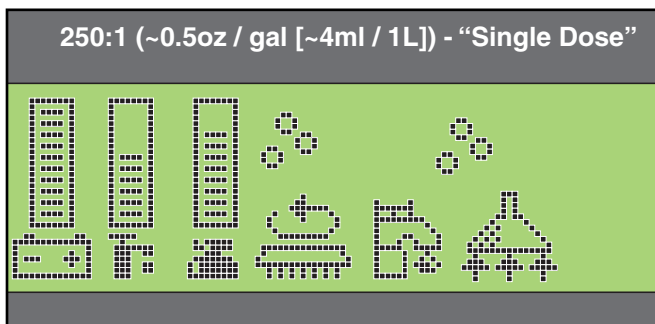 250:1 (~0.5oz / gal [~4ml / 1L]) - “Single Dose”